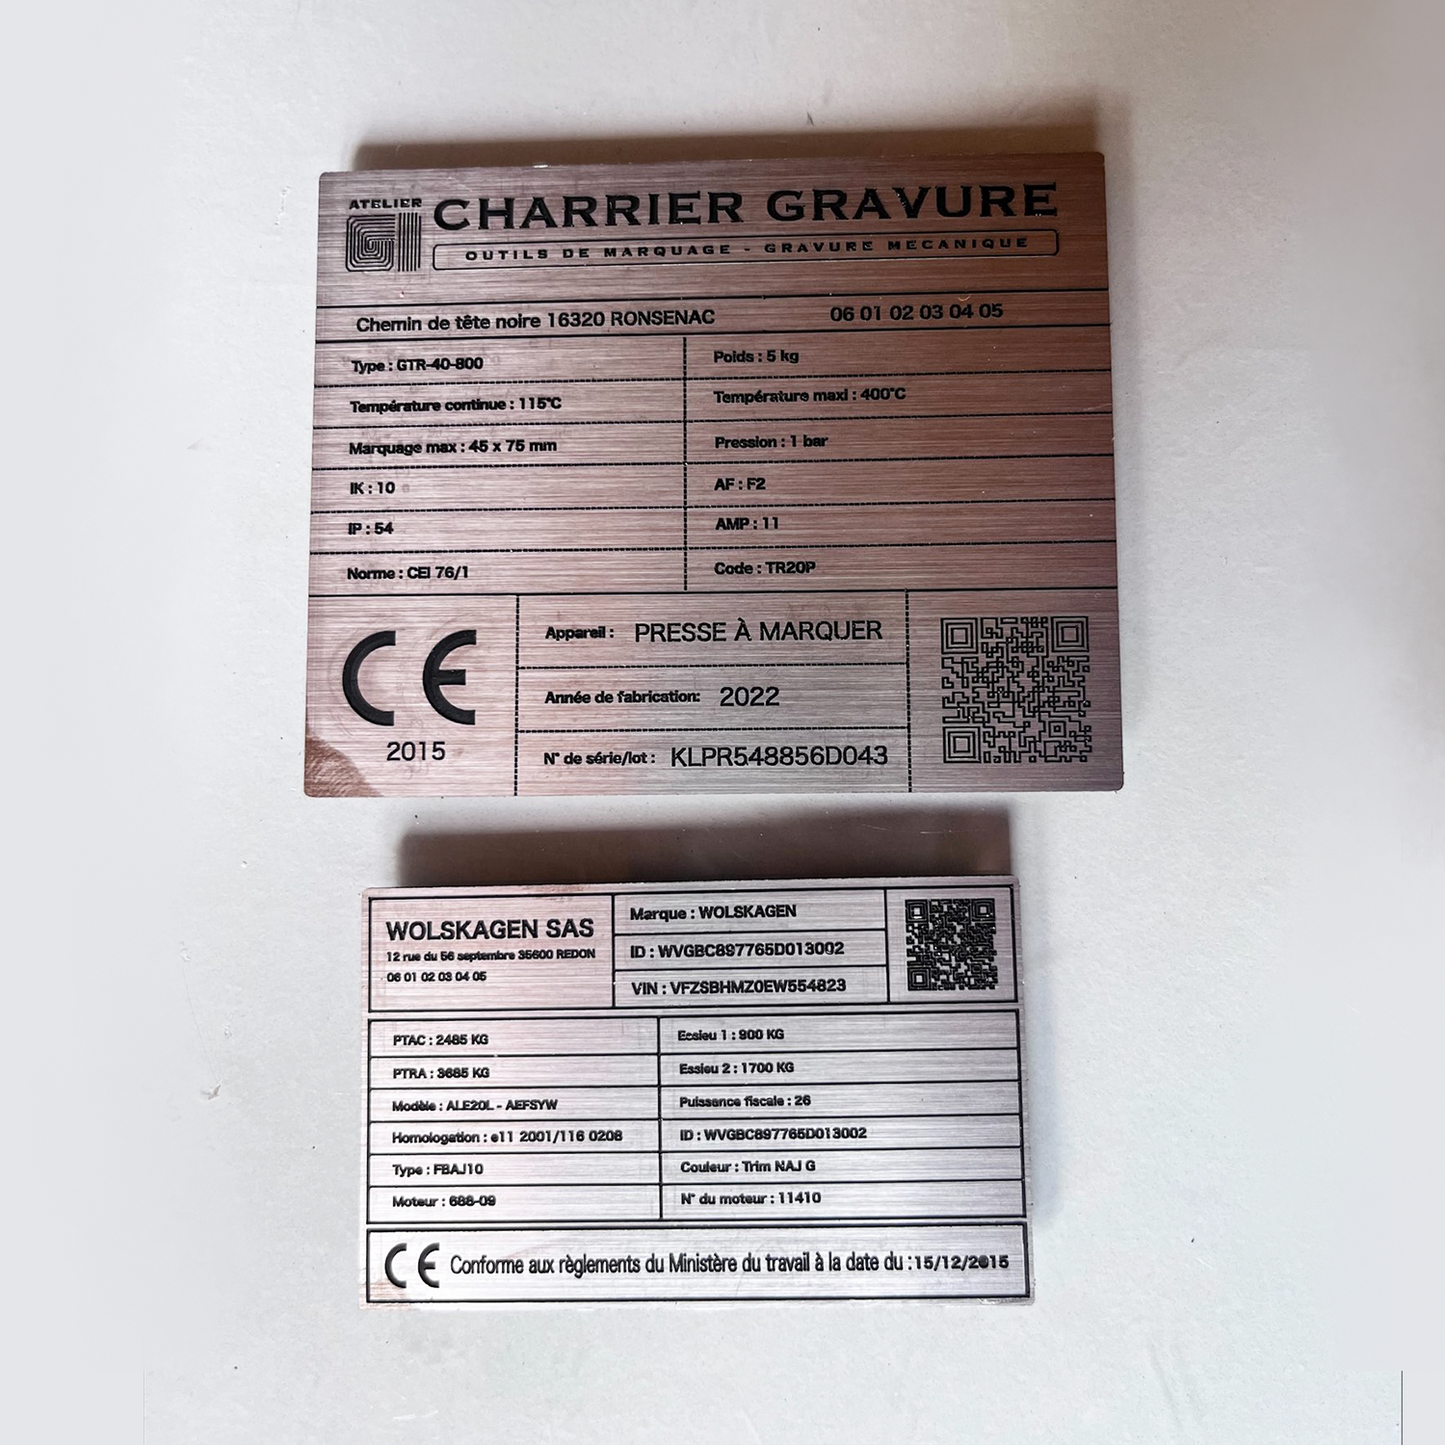 ATELIER
CHARRIER GRAVURE
OUTILS DE MARQUAGE - GRAVURE MECANIQUE
Chemin de tête noire 16320 RONSENAC 06 01 02 03 04 05
Type : GTR-40-800 Poids : 5 kg
Température continue : 115°C Température maxi : 400°C
Marquage max : 45 x 75 mm Pression : 1 bar
IK : 10 AF : F2
IP : 54 AMP : 11
Norme : CEI 76/1 Code : TR20P
CE
2015
Appareil : PRESSE À MARQUER
Année de fabrication: 2022
N° de série/lot : KLPR548856D043
WOLSKAGEN SAS
12 rue du 56 septembre 35600 REDON
06 01 02 03 04 05
Marque : WOLSKAGEN
ID : WVGBC897765D013002
VIN : VFZSBHMZ0EW554823
PTAC : 2485 KG Ecsieu 1 : 900 KG
PTRA : 3685 KG Essieu 2 : 1700 KG
Modèle : ALE20L - AEFSYW Puissance fiscale : 26
Homologation : e11 2001/116 0208 ID : WVGBC897765D013002
Type : FBAJ10 Couleur : Trim NAJ G
Moteur : 688-09 N° du moteur : 11410
CE Conforme aux règlements du Ministère du travail à la date du : 15/12/2015